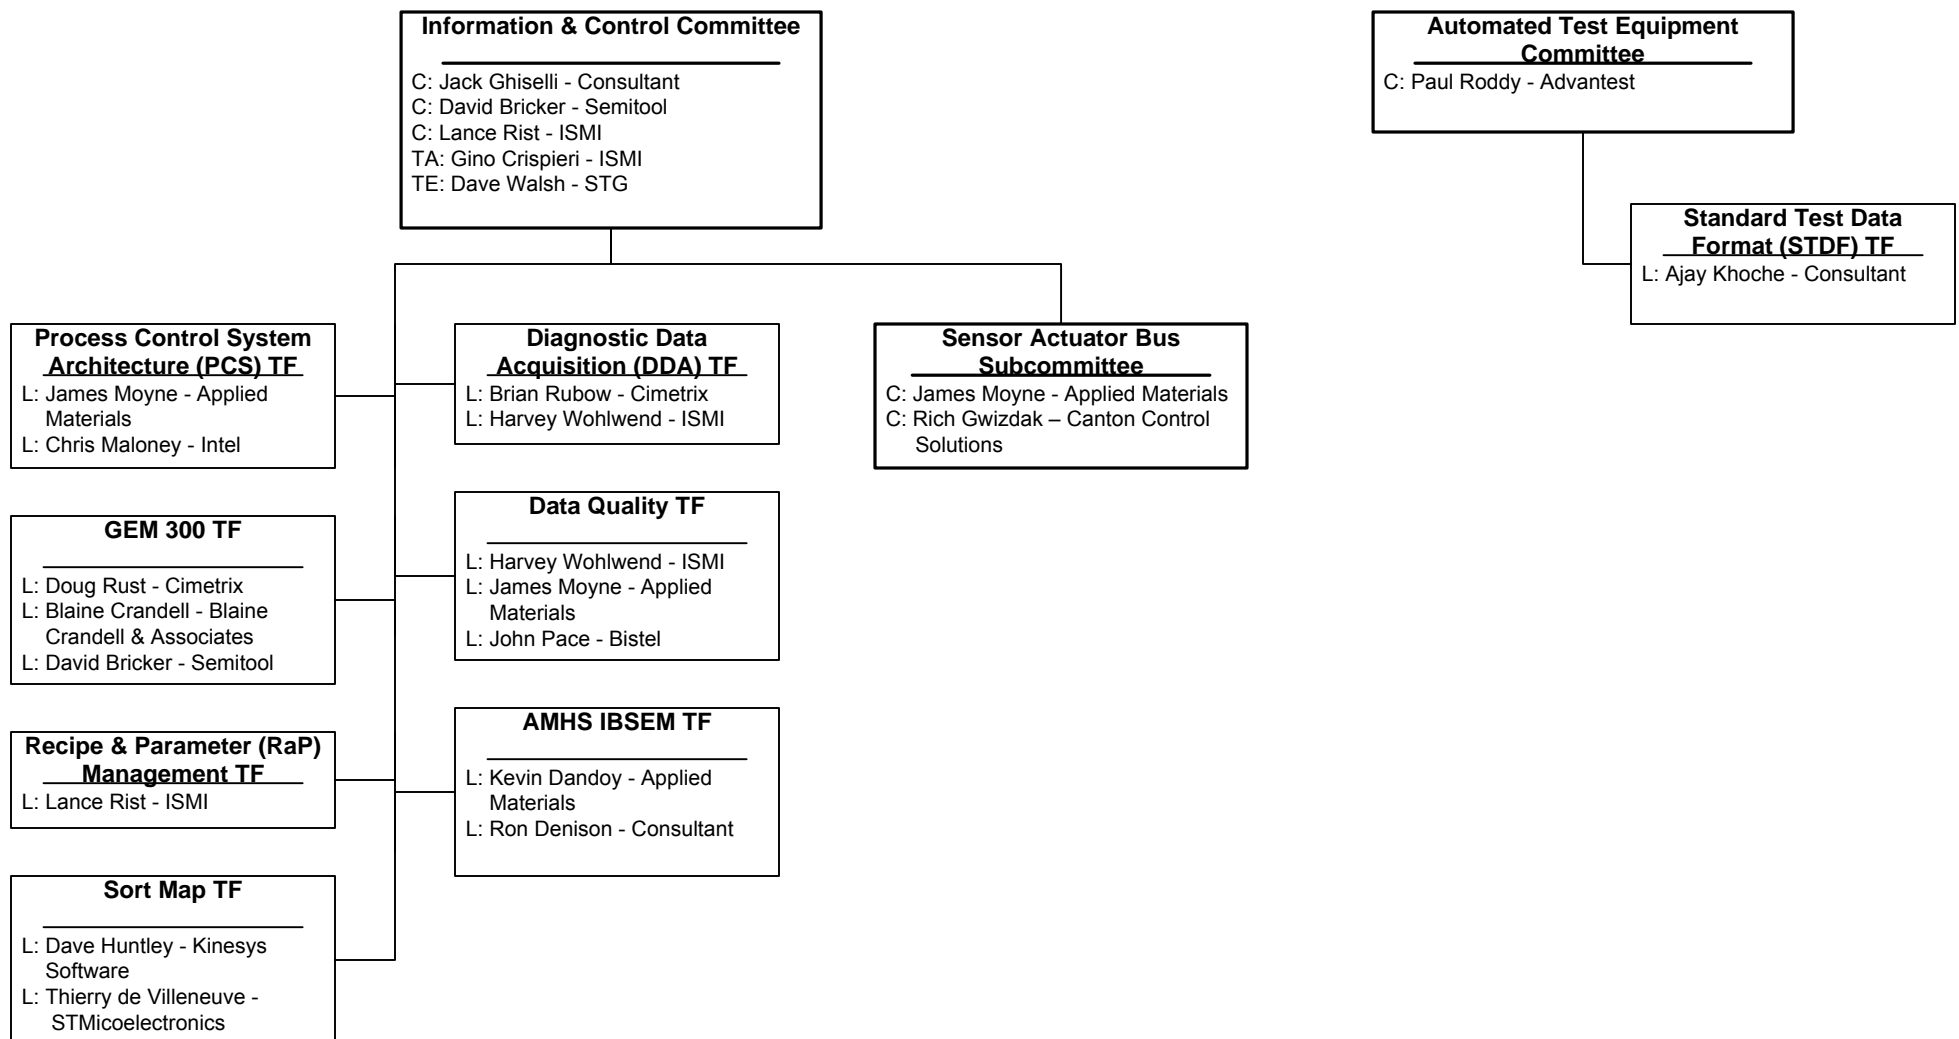 Information & Control Committee
C: Jack Ghiselli - Consultant
C: David Bricker - Semitool
C: Lance Rist - ISMI
TA: Gino Crispieri - ISMI
TE: Dave Walsh - STG
Automated Test Equipment
Committee
C: Paul Roddy - Advantest
Standard Test Data
Format (STDF) TF
L: Ajay Khoche - Consultant
Process Control System
Architecture (PCS) TF
L: James Moyne - Applied
Materials
L: Chris Maloney - Intel
Diagnostic Data
Acquisition (DDA) TF
L: Brian Rubow - Cimetrix
L: Harvey Wohlwend - ISMI
Sensor Actuator Bus
Subcommittee
C: James Moyne - Applied Materials
C: Rich Gwizdak – Canton Control
Solutions
GEM 300 TF
L: Doug Rust - Cimetrix
L: Blaine Crandell - Blaine
Crandell & Associates
L: David Bricker - Semitool
Data Quality TF
L: Harvey Wohlwend - ISMI
L: James Moyne - Applied
Materials
L: John Pace - Bistel
Recipe & Parameter (RaP)
Management TF
L: Lance Rist - ISMI
AMHS IBSEM TF
L: Kevin Dandoy - Applied
Materials
L: Ron Denison - Consultant
Sort Map TF
L: Dave Huntley - Kinesys
Software
L: Thierry de Villeneuve -
STMicoelectronics